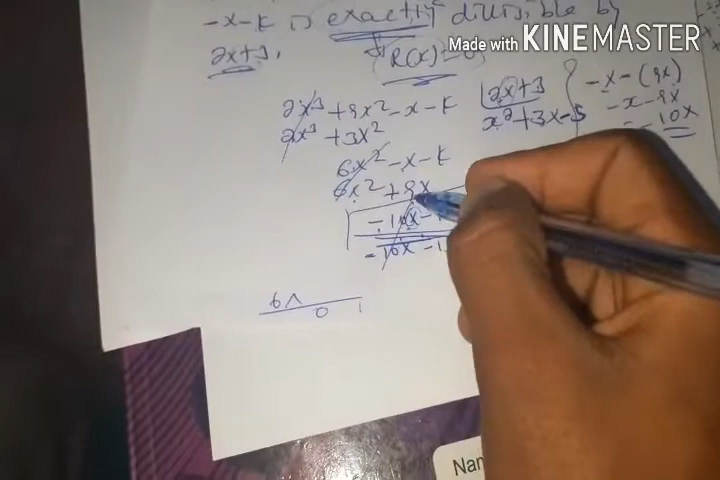 -x-k is exactly divisible by
2x+3.
R(x)=0
Made with KINEMASTER
2x³ + 9x² - x - k
2x³ + 3x²
6x² - x - k
6x² + 9x
-10x -
-10x - 1
2x+3
x² + 3x - 5
-x - (9x)
-x - 9x
- 10x
6
0
Nan